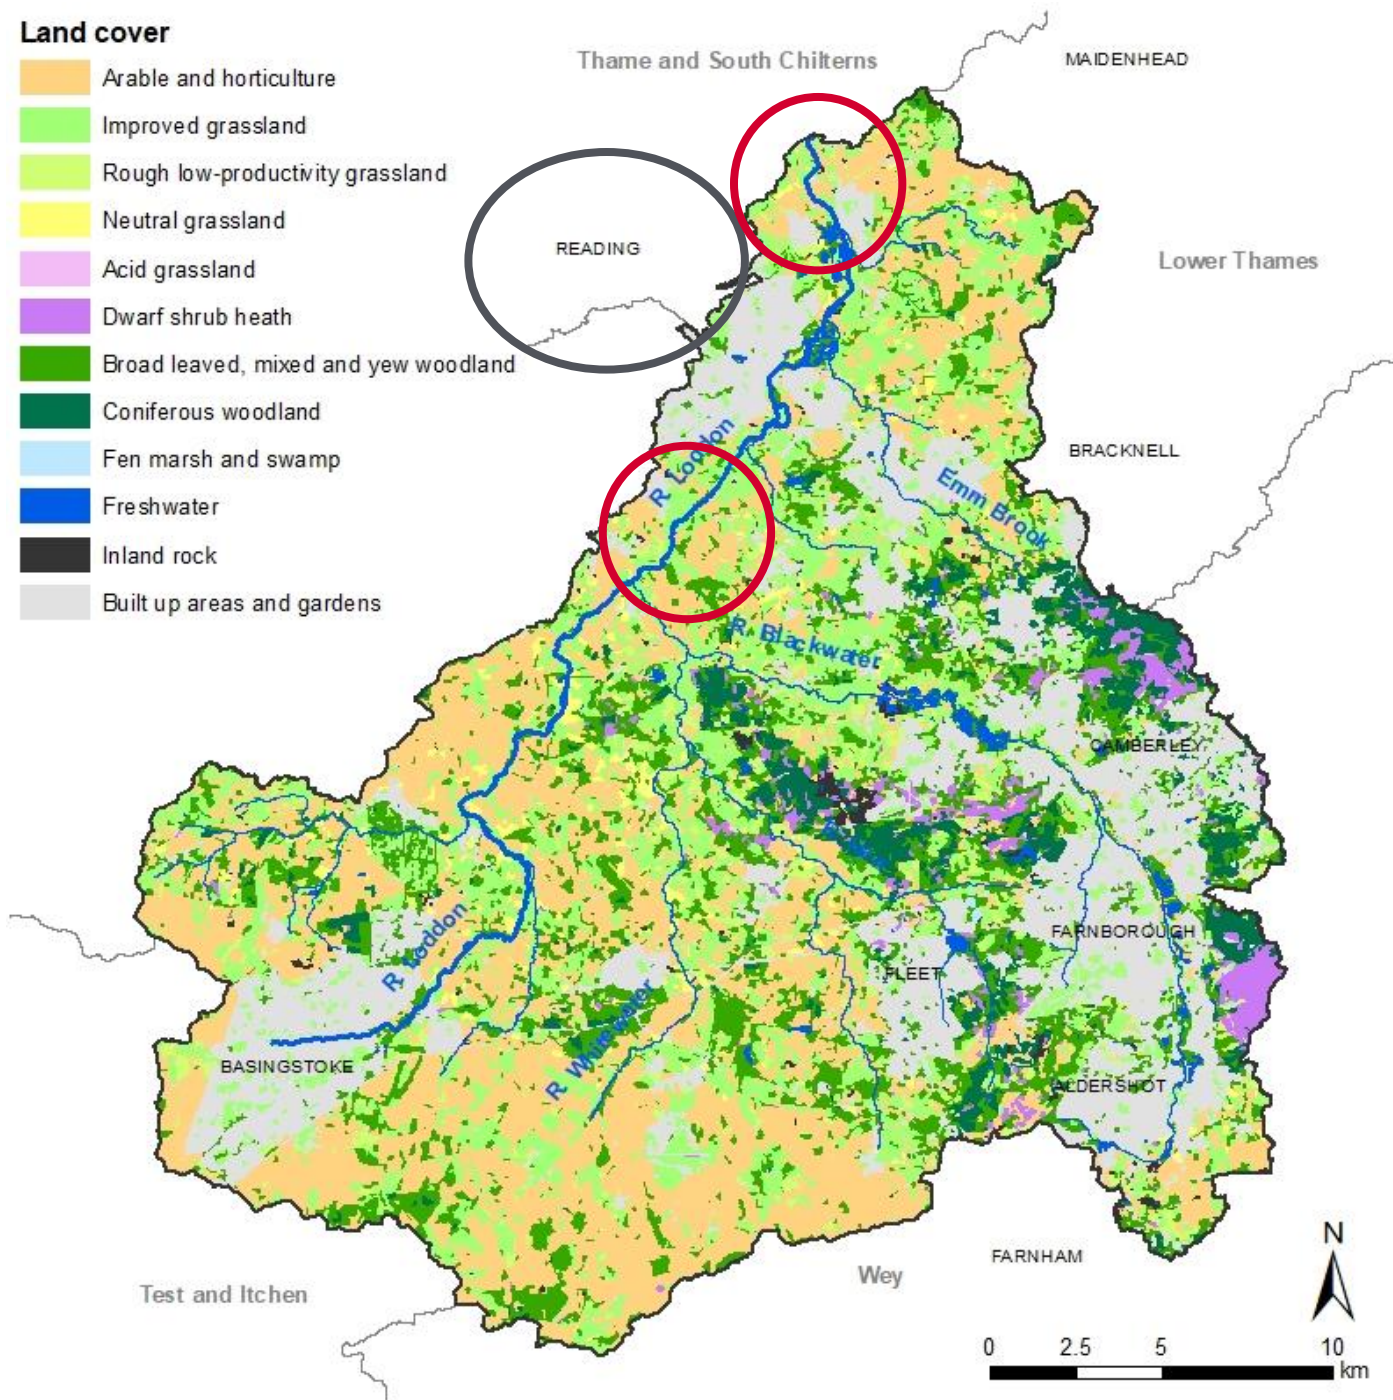 Land cover
Arable and horticulture
Improved grassland
Rough low-productivity grassland
Neutral grassland
Acid grassland
Dwarf shrub heath
Broad leaved, mixed and yew woodland
Coniferous woodland
Fen marsh and swamp
Freshwater
Inland rock
Built up areas and gardens
Thame and South Chilterns
MAIDENHEAD
READING
Lower Thames
R Loddon
BRACKNELL
Emm Brook
R. Blackwater
CAMBERLEY
R Loddon
FARNBOROUGH
FLEET
R Whitewater
BASINGSTOKE
ALDERSHOT
FARNHAM
Wey
Test and Itchen
N
0 2.5 5 10
km